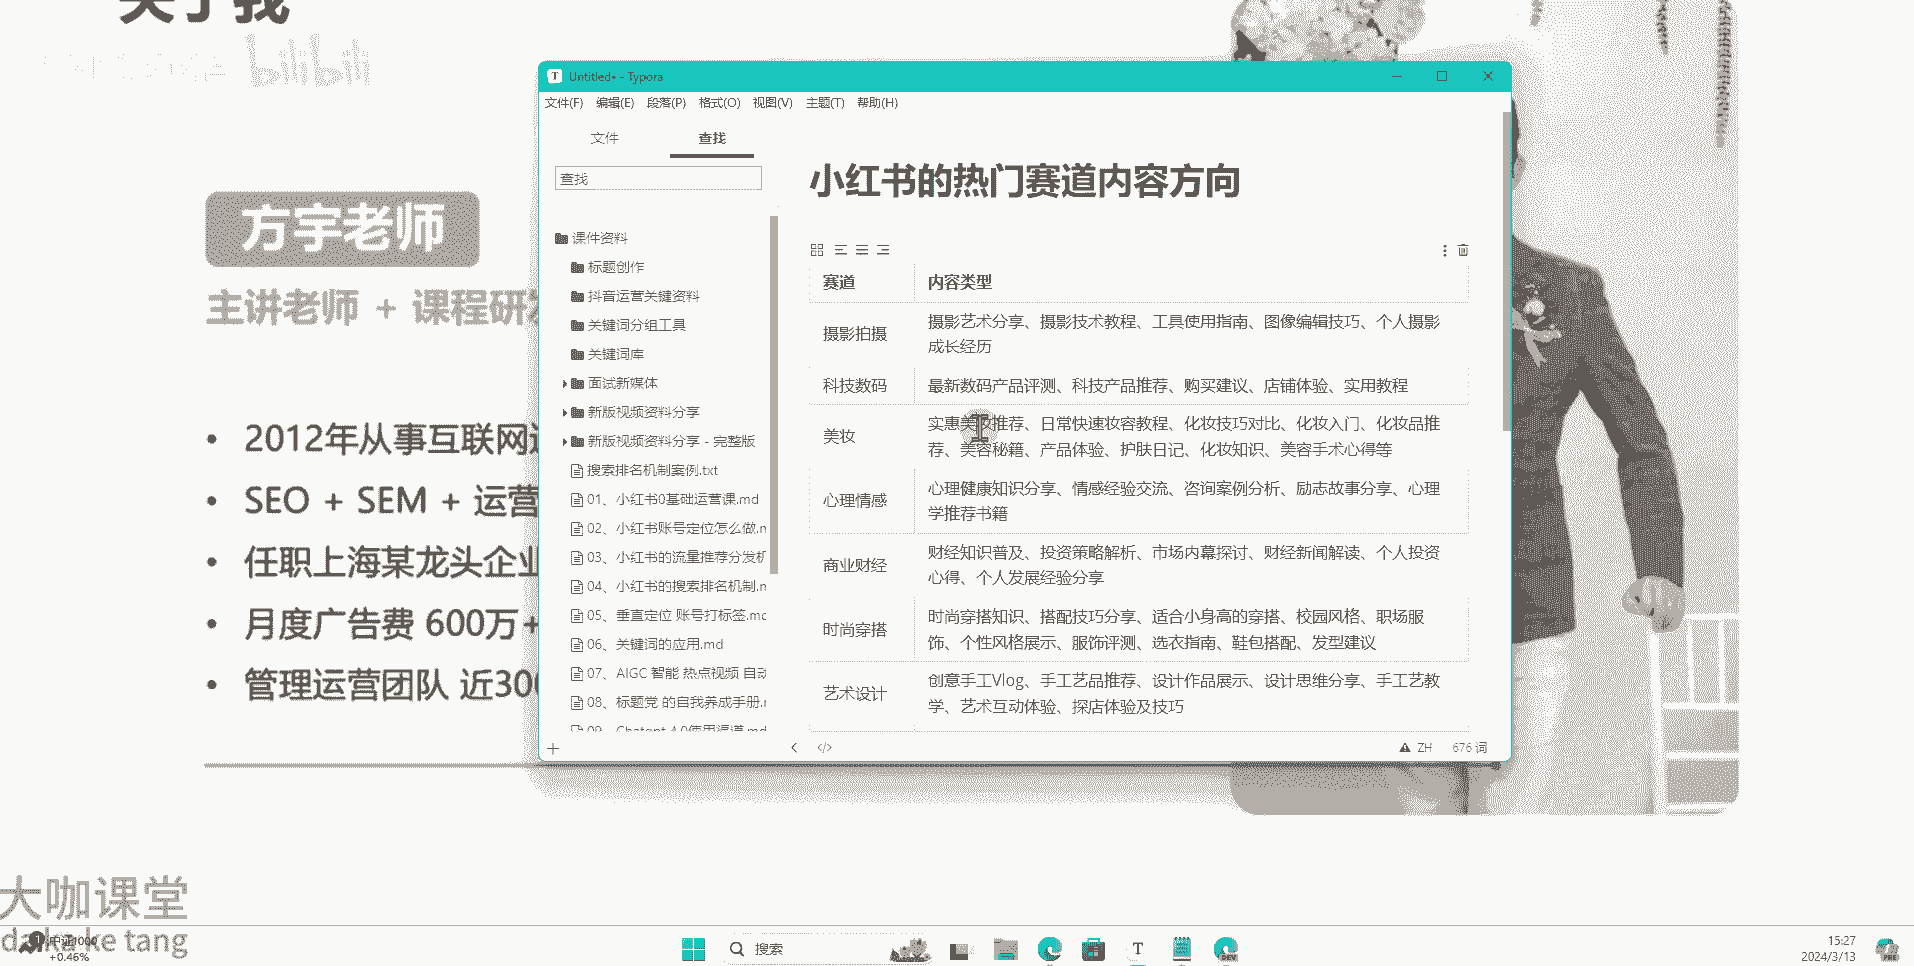 关于我
bilibili
方宇老师
主讲老师 + 课程研发
2012年从事互联网运
SEO + SEM + 运营
任职上海某龙头企业
月度广告费 600万+
管理运营团队 近300
Untitled• - Typora
文件(F) 编辑(E) 段落(P) 格式(O) 视图(V) 主题(T) 帮助(H)
文件 查找
查找
课件资料
标题创作
抖音运营关键资料
关键词分组工具
关键词库
面试新媒体
新版视频资料分享
新版视频资料分享 - 完整版
搜索排名机制案例.txt
01、小红书0基础运营课.md
02、小红书账号定位怎么做.m
03、小红书的流量推荐分发机
04、小红书的搜索排名机制.m
05、垂直定位 账号打标签.md
06、关键词的应用.md
07、AIGC 智能 热点视频 自动
08、标题党 的自我养成手册.m
09、Chatgpt 4.0使用渠道.md
小红书的热门赛道内容方向
赛道 内容类型
摄影拍摄 摄影艺术分享、摄影技术教程、工具使用指南、图像编辑技巧、个人摄影
成长经历
科技数码 最新数码产品评测、科技产品推荐、购买建议、店铺体验、实用教程
美妆 实惠美妆推荐、日常快速妆容教程、化妆技巧对比、化妆入门、化妆品推
荐、美容秘籍、产品体验、护肤日记、化妆知识、美容手术心得等
心理情感 心理健康知识分享、情感经验交流、咨询案例分析、励志故事分享、心理
学推荐书籍
商业财经 财经知识普及、投资策略解析、市场内幕探讨、财经新闻解读、个人投资
心得、个人发展经验分享
时尚穿搭 时尚穿搭知识、搭配技巧分享、适合小身高的穿搭、校园风格、职场服
饰、个性风格展示、服饰评测、选衣指南、鞋包搭配、发型建议
艺术设计 创意手工Vlog、手工艺品推荐、设计作品展示、设计思维分享、手工艺教
学、艺术互动体验、探店体验及技巧
ZH 676 词
大咖课堂
daka ke tang
中证1000
+0.46%
搜索
T
DEV
15:27
2024/3/13
PRE